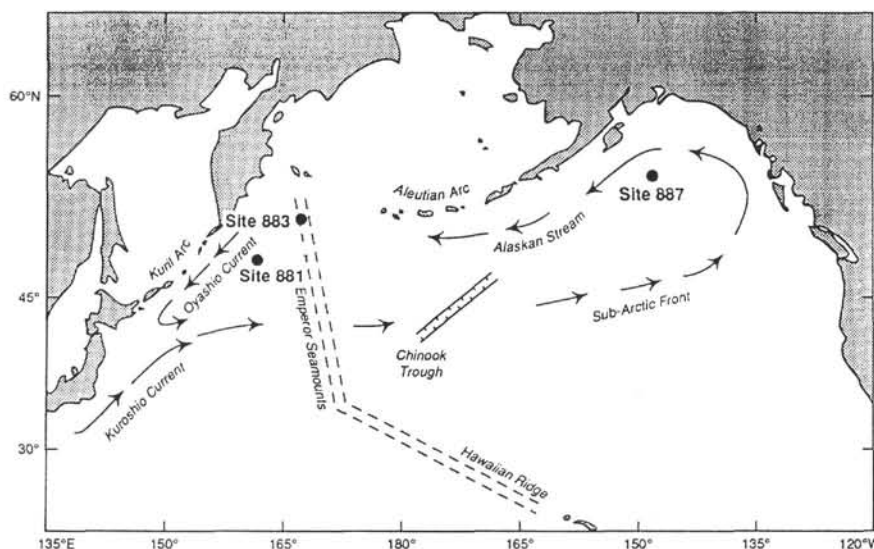 60°N
Aleutian Arc
Site 887
Site 883
Alaskan Stream
Kuril Arc
Oyashio Current
Site 881
45°
Emperor Seamounts
Sub-Arctic Front
Chinook
Trough
Kuroshio Current
30°
Hawaiian Ridge
135°E
150°
165°
180°
165°
150°
135°
120°W